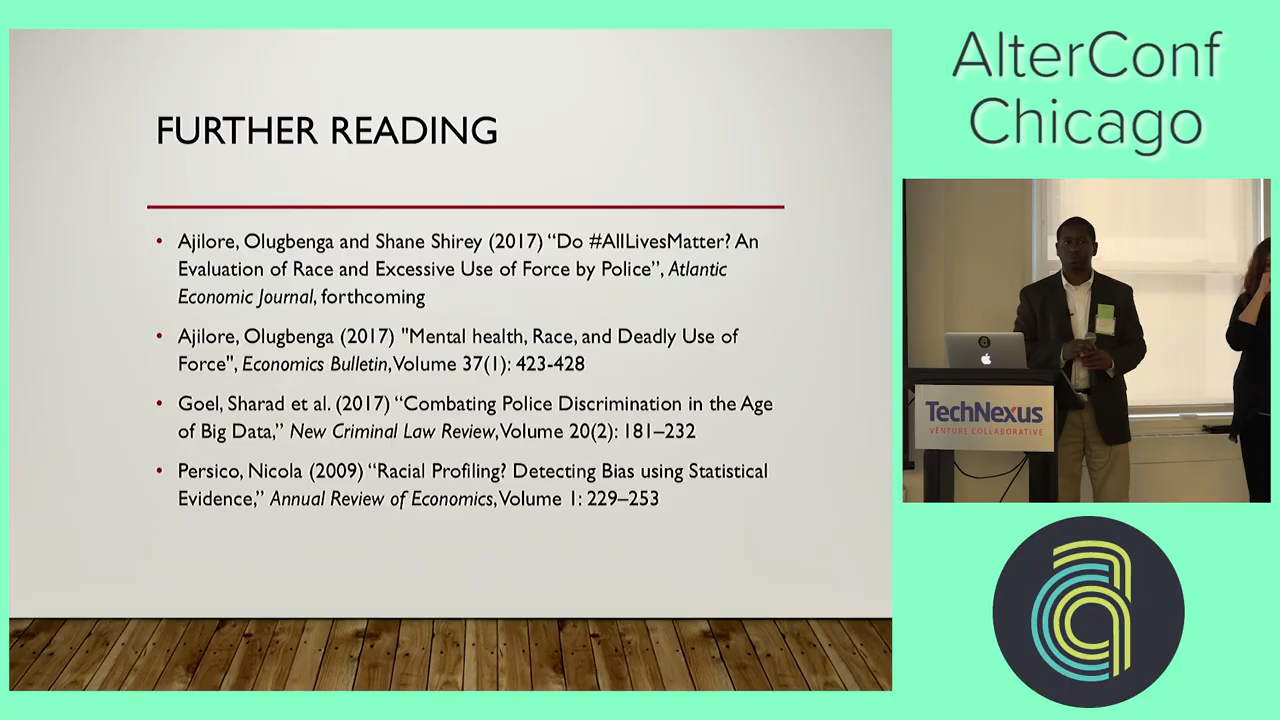 FURTHER READING
• Ajilore, Olugbenga and Shane Shirey (2017) “Do #AllLivesMatter? An
Evaluation of Race and Excessive Use of Force by Police”, Atlantic
Economic Journal, forthcoming
• Ajilore, Olugbenga (2017) "Mental health, Race, and Deadly Use of
Force", Economics Bulletin, Volume 37(1): 423-428
• Goel, Sharad et al. (2017) “Combating Police Discrimination in the Age
of Big Data,” New Criminal Law Review, Volume 20(2): 181–232
• Persico, Nicola (2009) “Racial Profiling? Detecting Bias using Statistical
Evidence,” Annual Review of Economics, Volume 1: 229–253
AlterConf
Chicago
TechNexus
VENTURE COLLABORATIVE